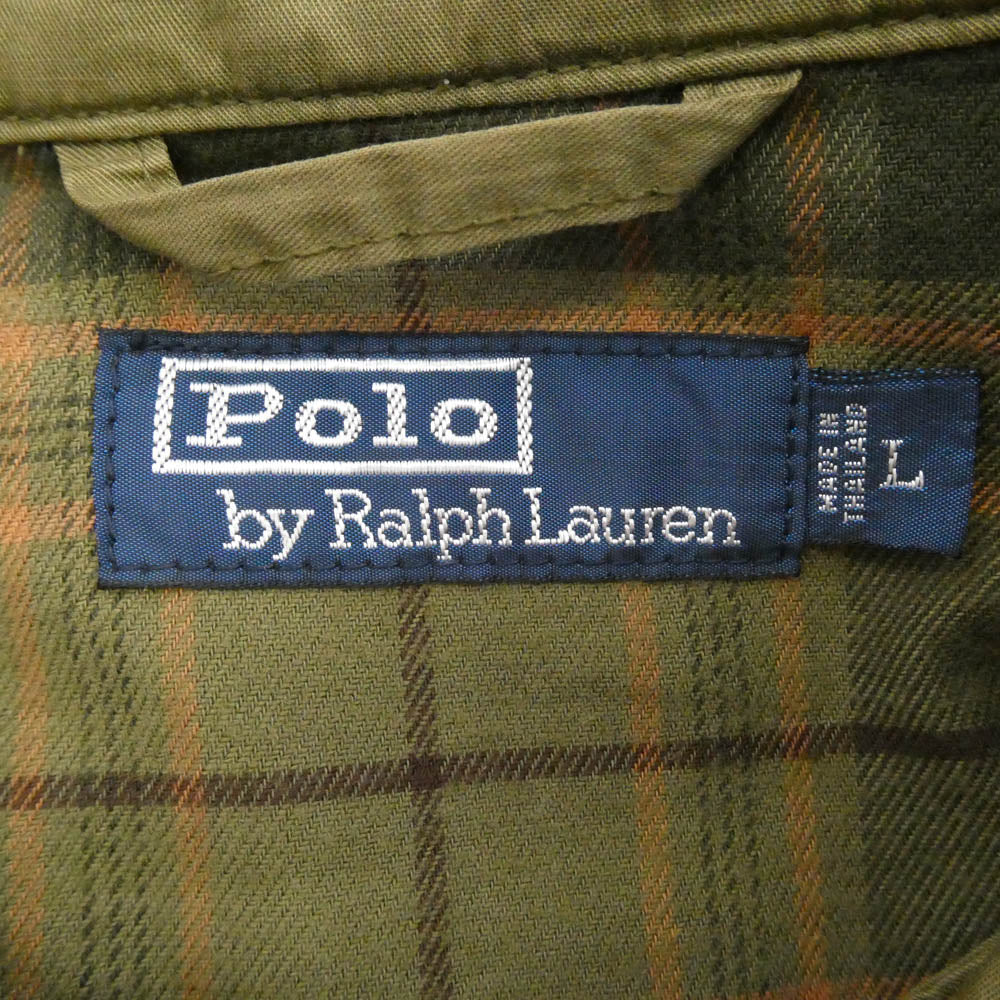 Polo
by Ralph Lauren
MADE IN
THAILAND
L